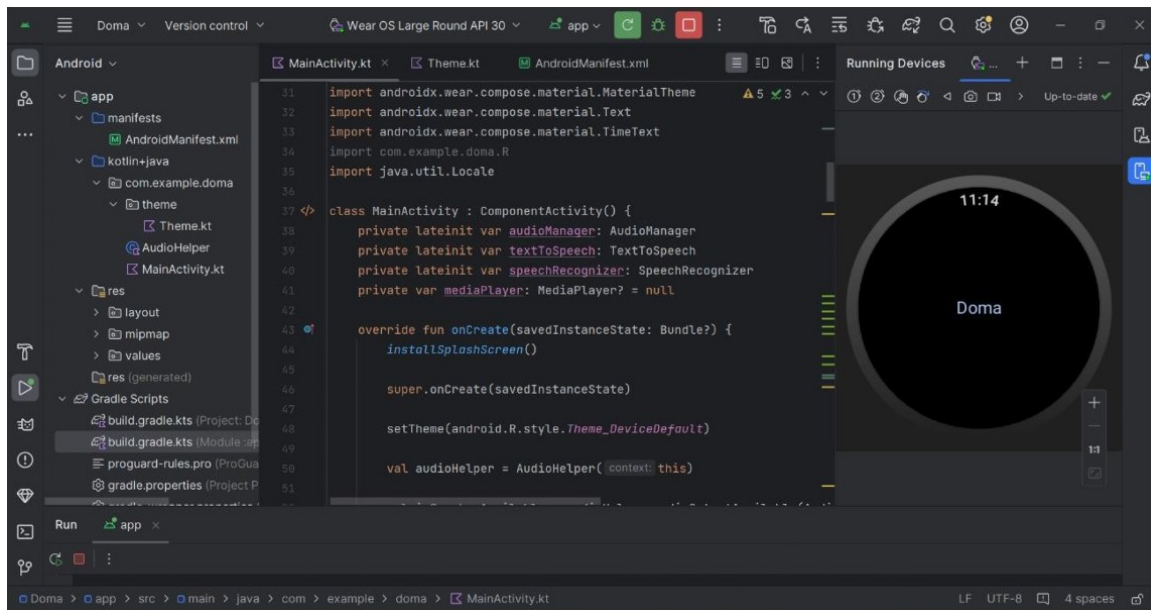 Doma
Version control
Wear OS Large Round API 30
app
Android
MainActivity.kt
Theme.kt
AndroidManifest.xml
Running Devices
Up-to-date
app
manifests
AndroidManifest.xml
kotlin+java
com.example.doma
theme
Theme.kt
AudioHelper
MainActivity.kt
res
layout
mipmap
values
res (generated)
Gradle Scripts
build.gradle.kts (Project: Do
build.gradle.kts (Module :ap
proguard-rules.pro (ProGua
gradle.properties (Project P
5 3
31 import androidx.wear.compose.material.MaterialTheme
32 import androidx.wear.compose.material.Text
33 import androidx.wear.compose.material.TimeText
34 import com.example.doma.R
35 import java.util.Locale
36
37 class MainActivity : ComponentActivity() {
38 private lateinit var audioManager: AudioManager
39 private lateinit var textToSpeech: TextToSpeech
40 private lateinit var speechRecognizer: SpeechRecognizer
41 private var mediaPlayer: MediaPlayer? = null
42
43 override fun onCreate(savedInstanceState: Bundle?) {
44 installSplashScreen()
45
46 super.onCreate(savedInstanceState)
47
48 setTheme(android.R.style.Theme_DeviceDefault)
49
50 val audioHelper = AudioHelper( context: this)
51
11:14
Doma
1:1
Run
app
Doma > app > src > main > java > com > example > doma > MainActivity.kt
LF UTF-8 4 spaces